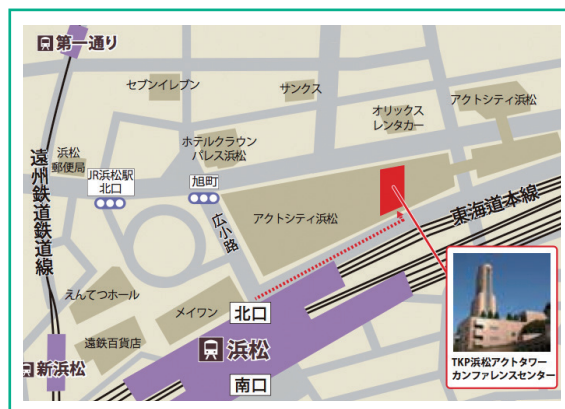 第一通り
セブンイレブン
サンクス
アクトシティ浜松
オリックス
レンタカー
ホテルクラウン
パレス浜松
浜松
郵便局
JR浜松駅
北口
旭町
遠州鉄道鉄道線
広小路
アクトシティ浜松
東海道本線
えんてつホール
メイワン
北口
遠鉄百貨店
浜松
新浜松
南口
TKP浜松アクトタワー
カンファレンスセンター